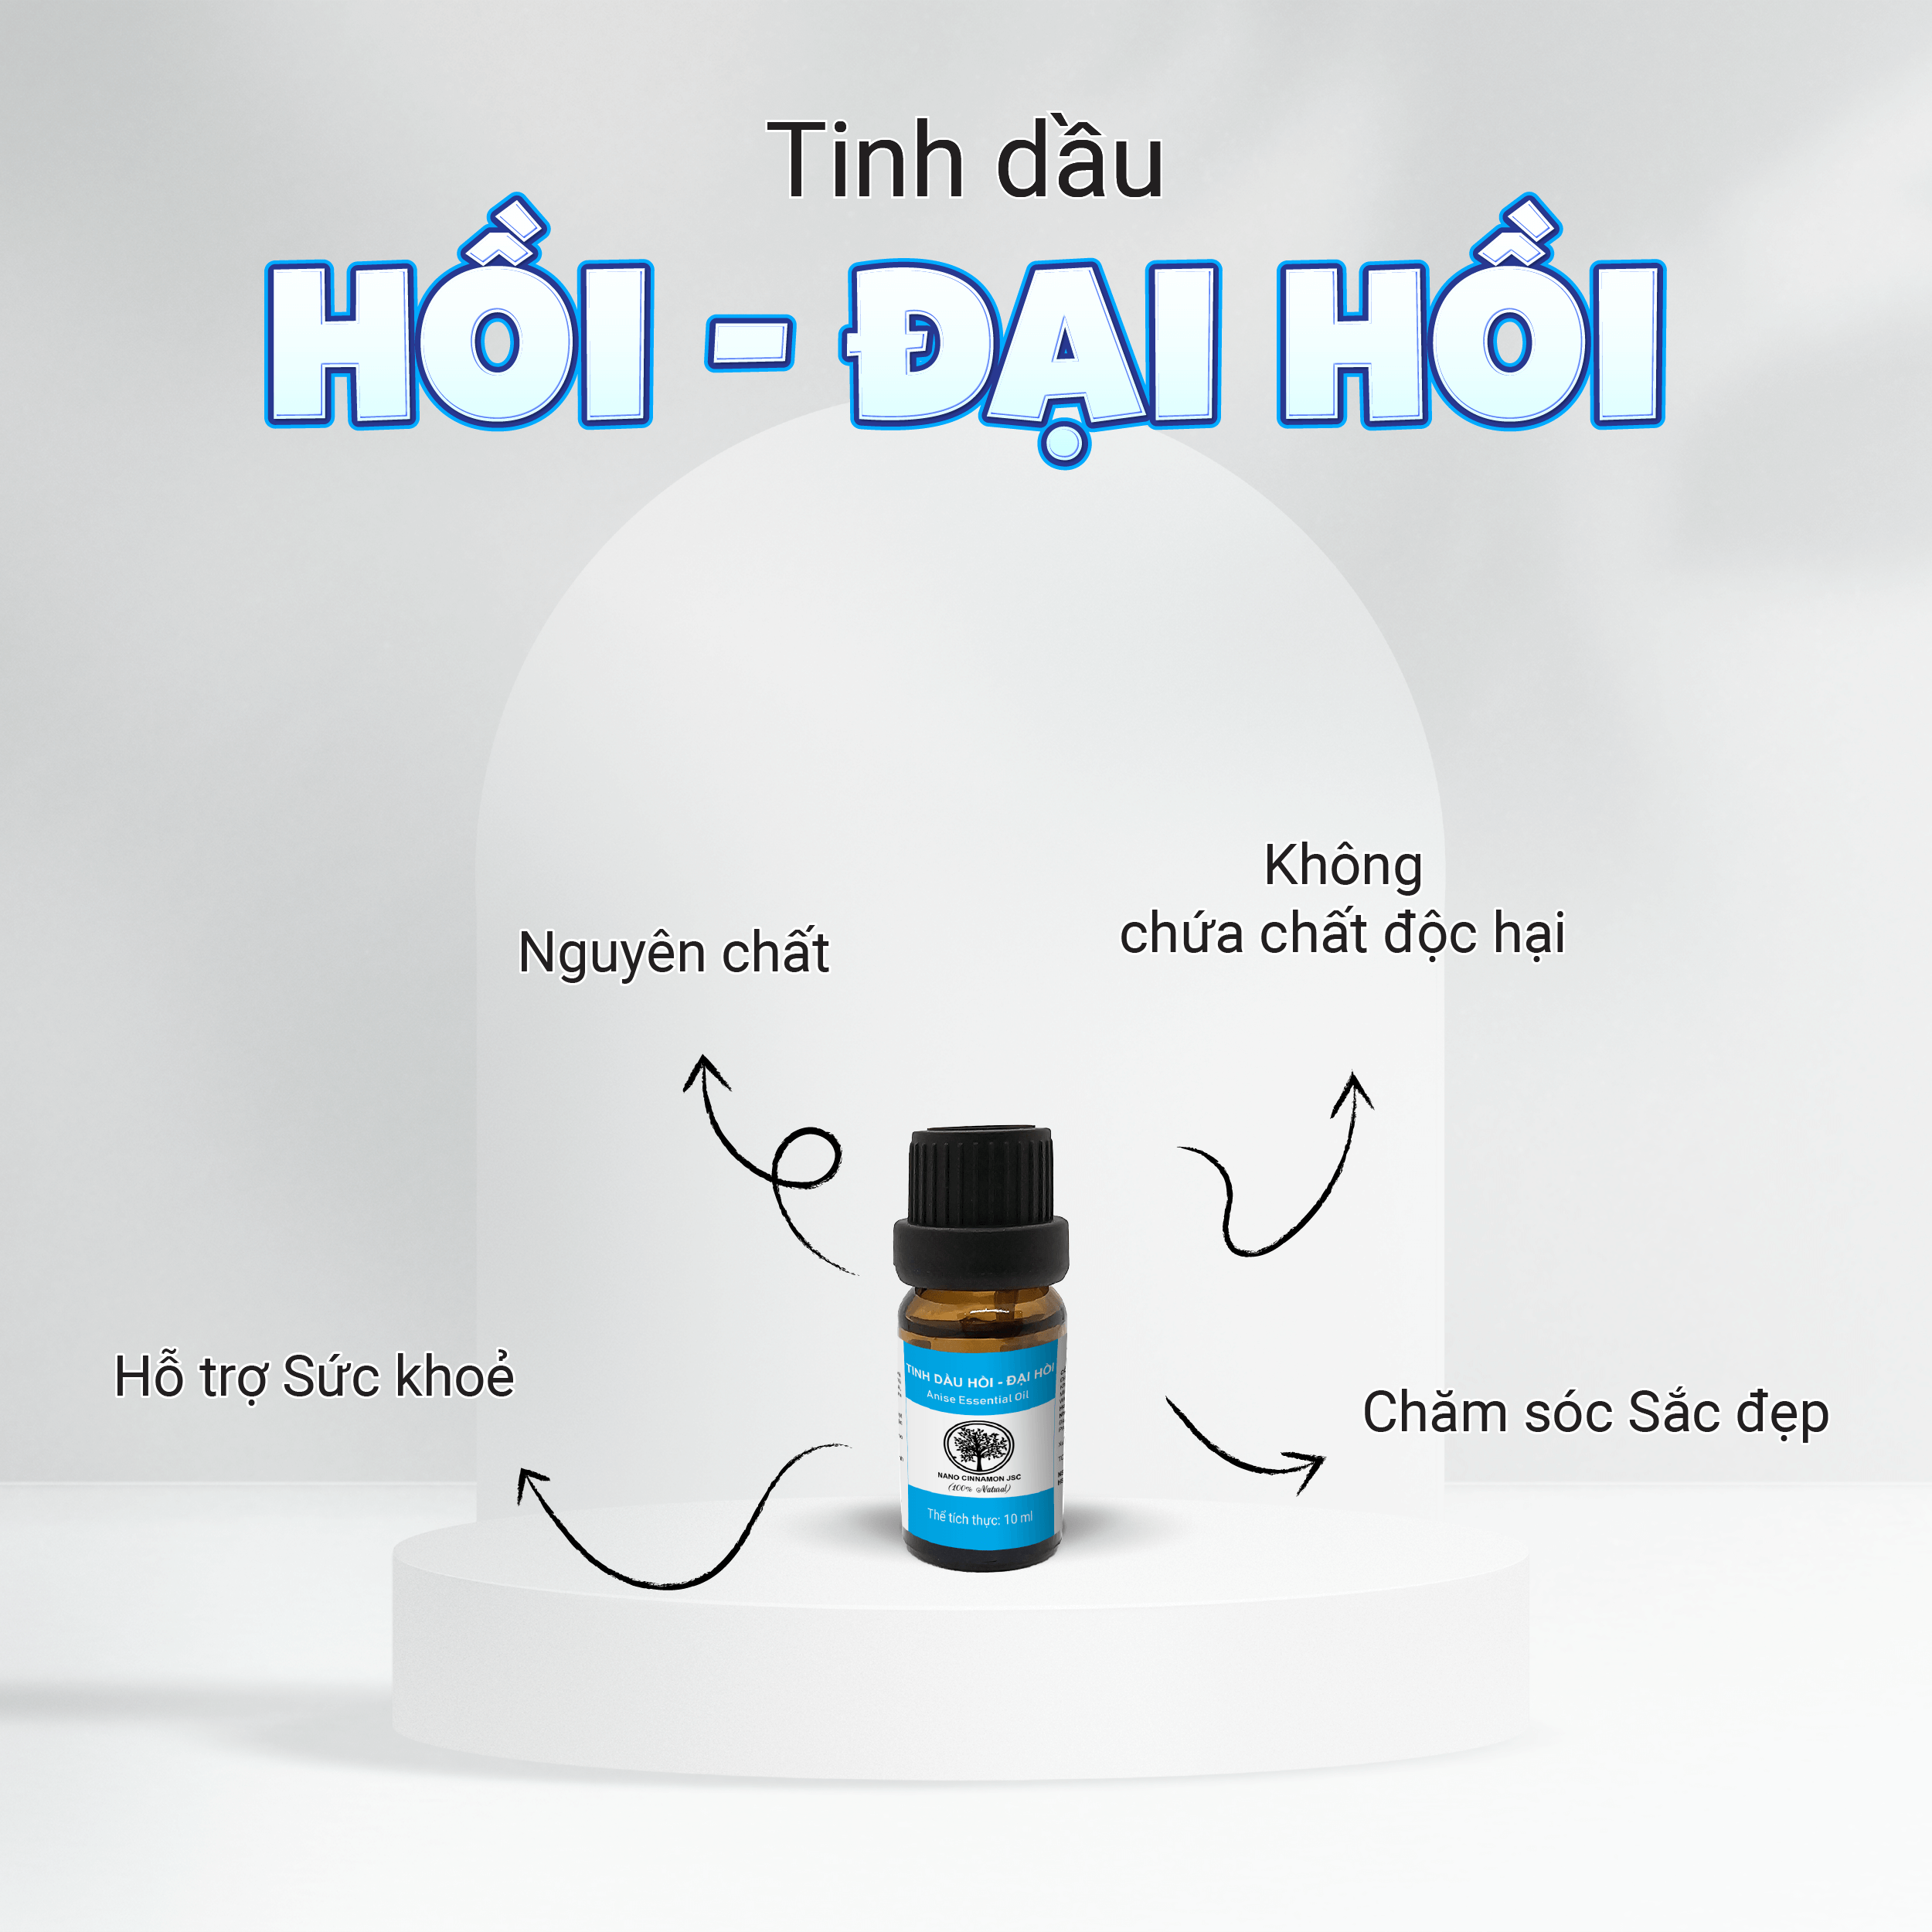 Tinh dầu
HỒI - ĐẠI HỒI
Không
chứa chất độc hại
Nguyên chất
Hỗ trợ Sức khoẻ
Chăm sóc Sắc đẹp
TINH DẦU HỒI - ĐẠI HỒI
Anise Essential Oil
NANO CINNAMON JSC
(100% Natural)
Thể tích thực: 10 ml